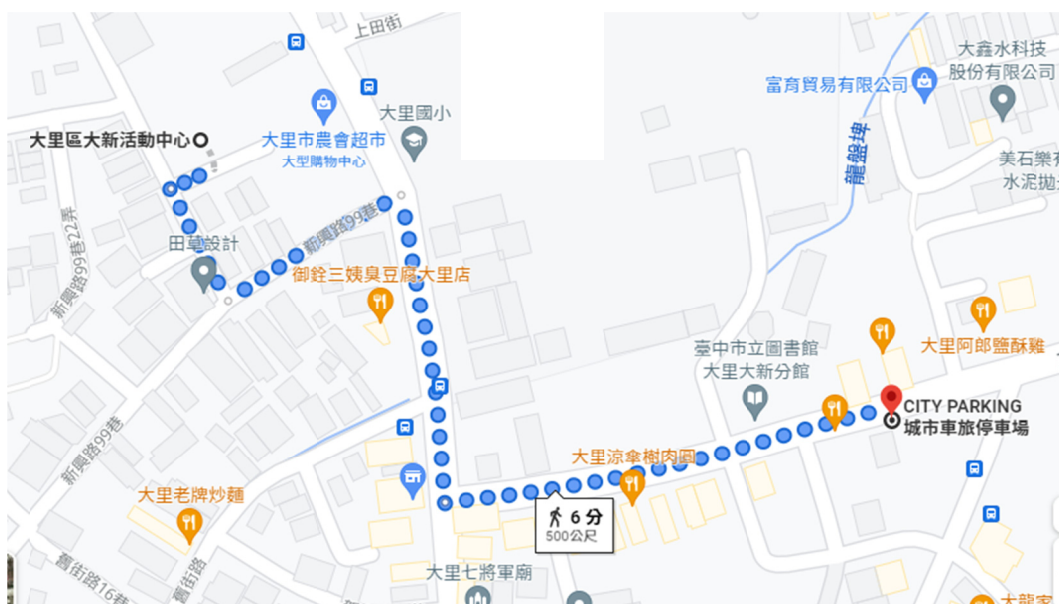 上田街
大鑫水科技
股份有限公司
富育貿易有限公司
大里國小
大里區大新活動中心
大里市農會超市
大型購物中心
龍盤埤
美石樂有
水泥拋光
新興路99巷22弄
新興路99巷
田草設計
御銓三姨臭豆腐大里店
臺中市立圖書館
大里大新分館
大里阿郎鹽酥雞
CITY PARKING
城市車旅停車場
新興路99巷
大里涼傘樹肉圓
大里老牌炒麵
6 分
500公尺
舊街路16巷
舊街路
大里七將軍廟
大龍家